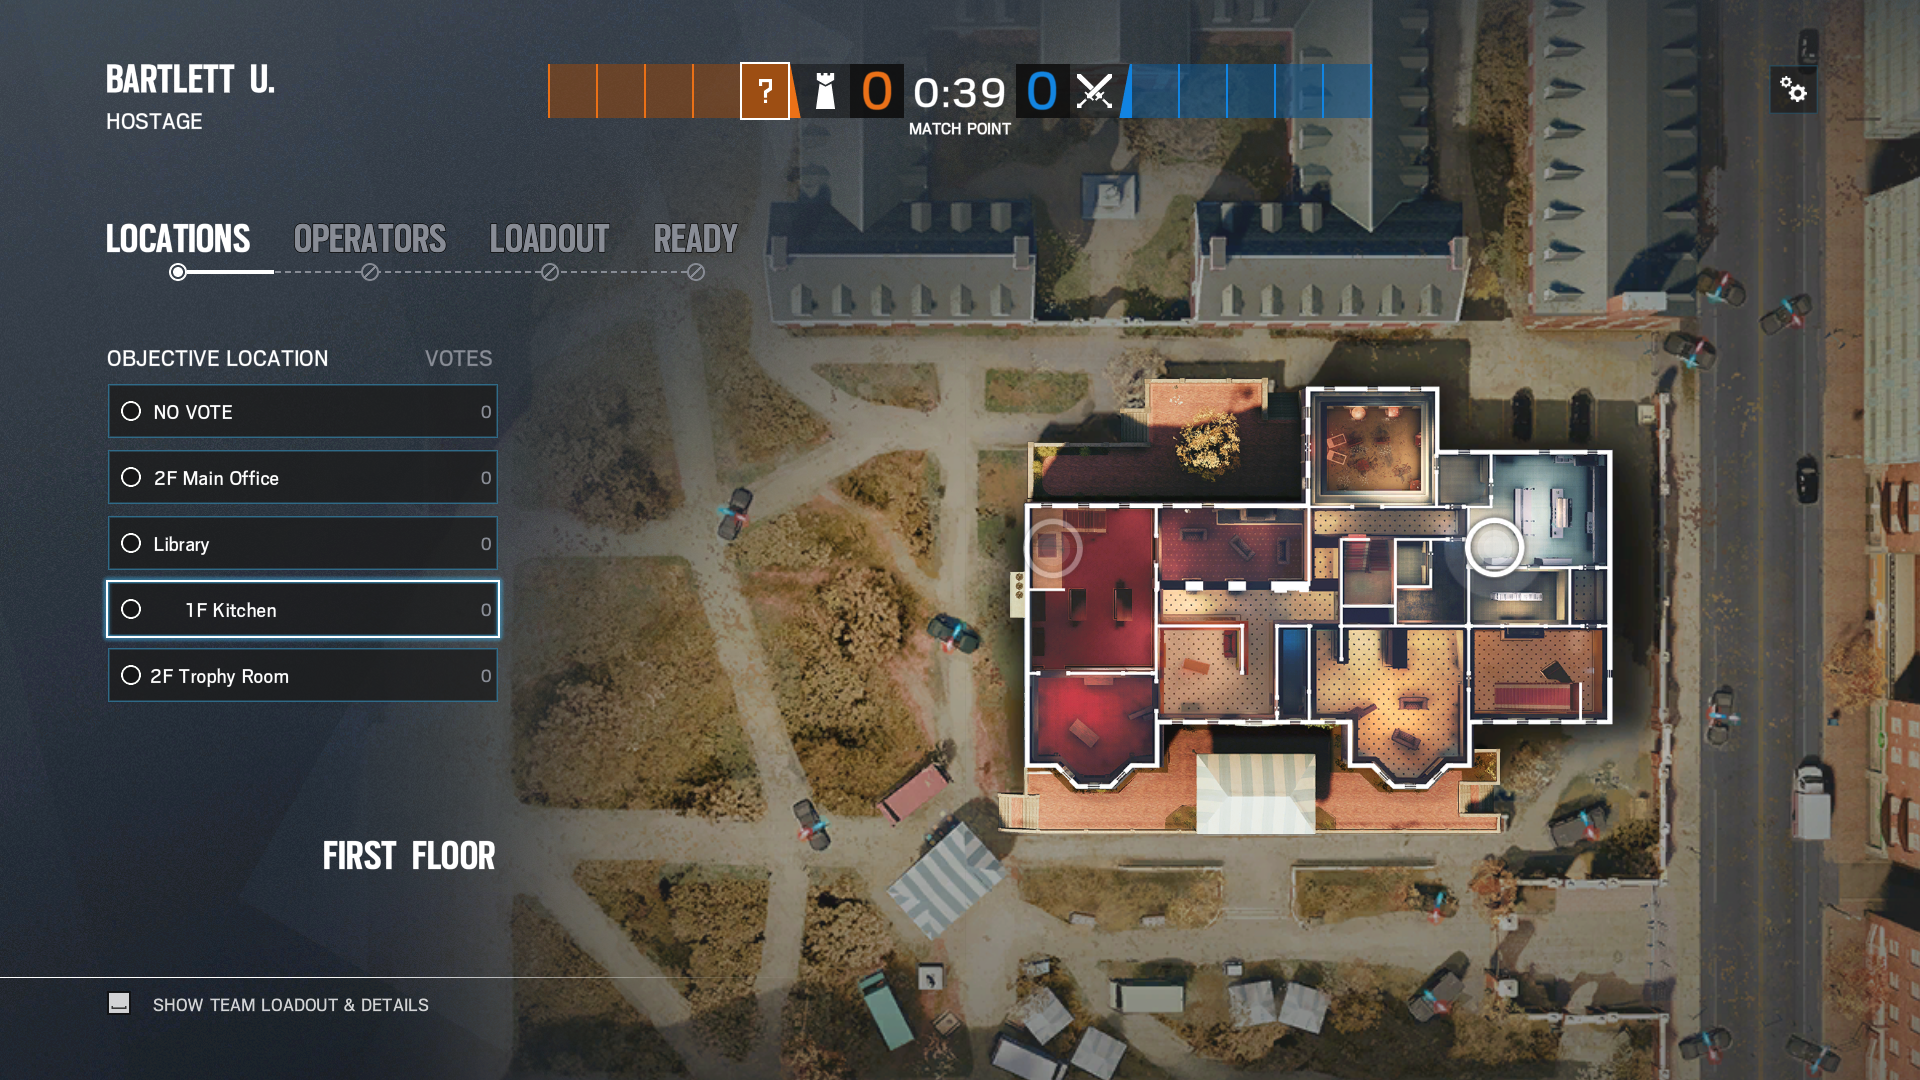 BARTLETT U.
HOSTAGE
?
0
0:39
0
MATCH POINT
LOCATIONS
OPERATORS
LOADOUT
READY
OBJECTIVE LOCATION
VOTES
NO VOTE
0
2F Main Office
0
Library
0
1F Kitchen
0
2F Trophy Room
0
FIRST FLOOR
SHOW TEAM LOADOUT & DETAILS